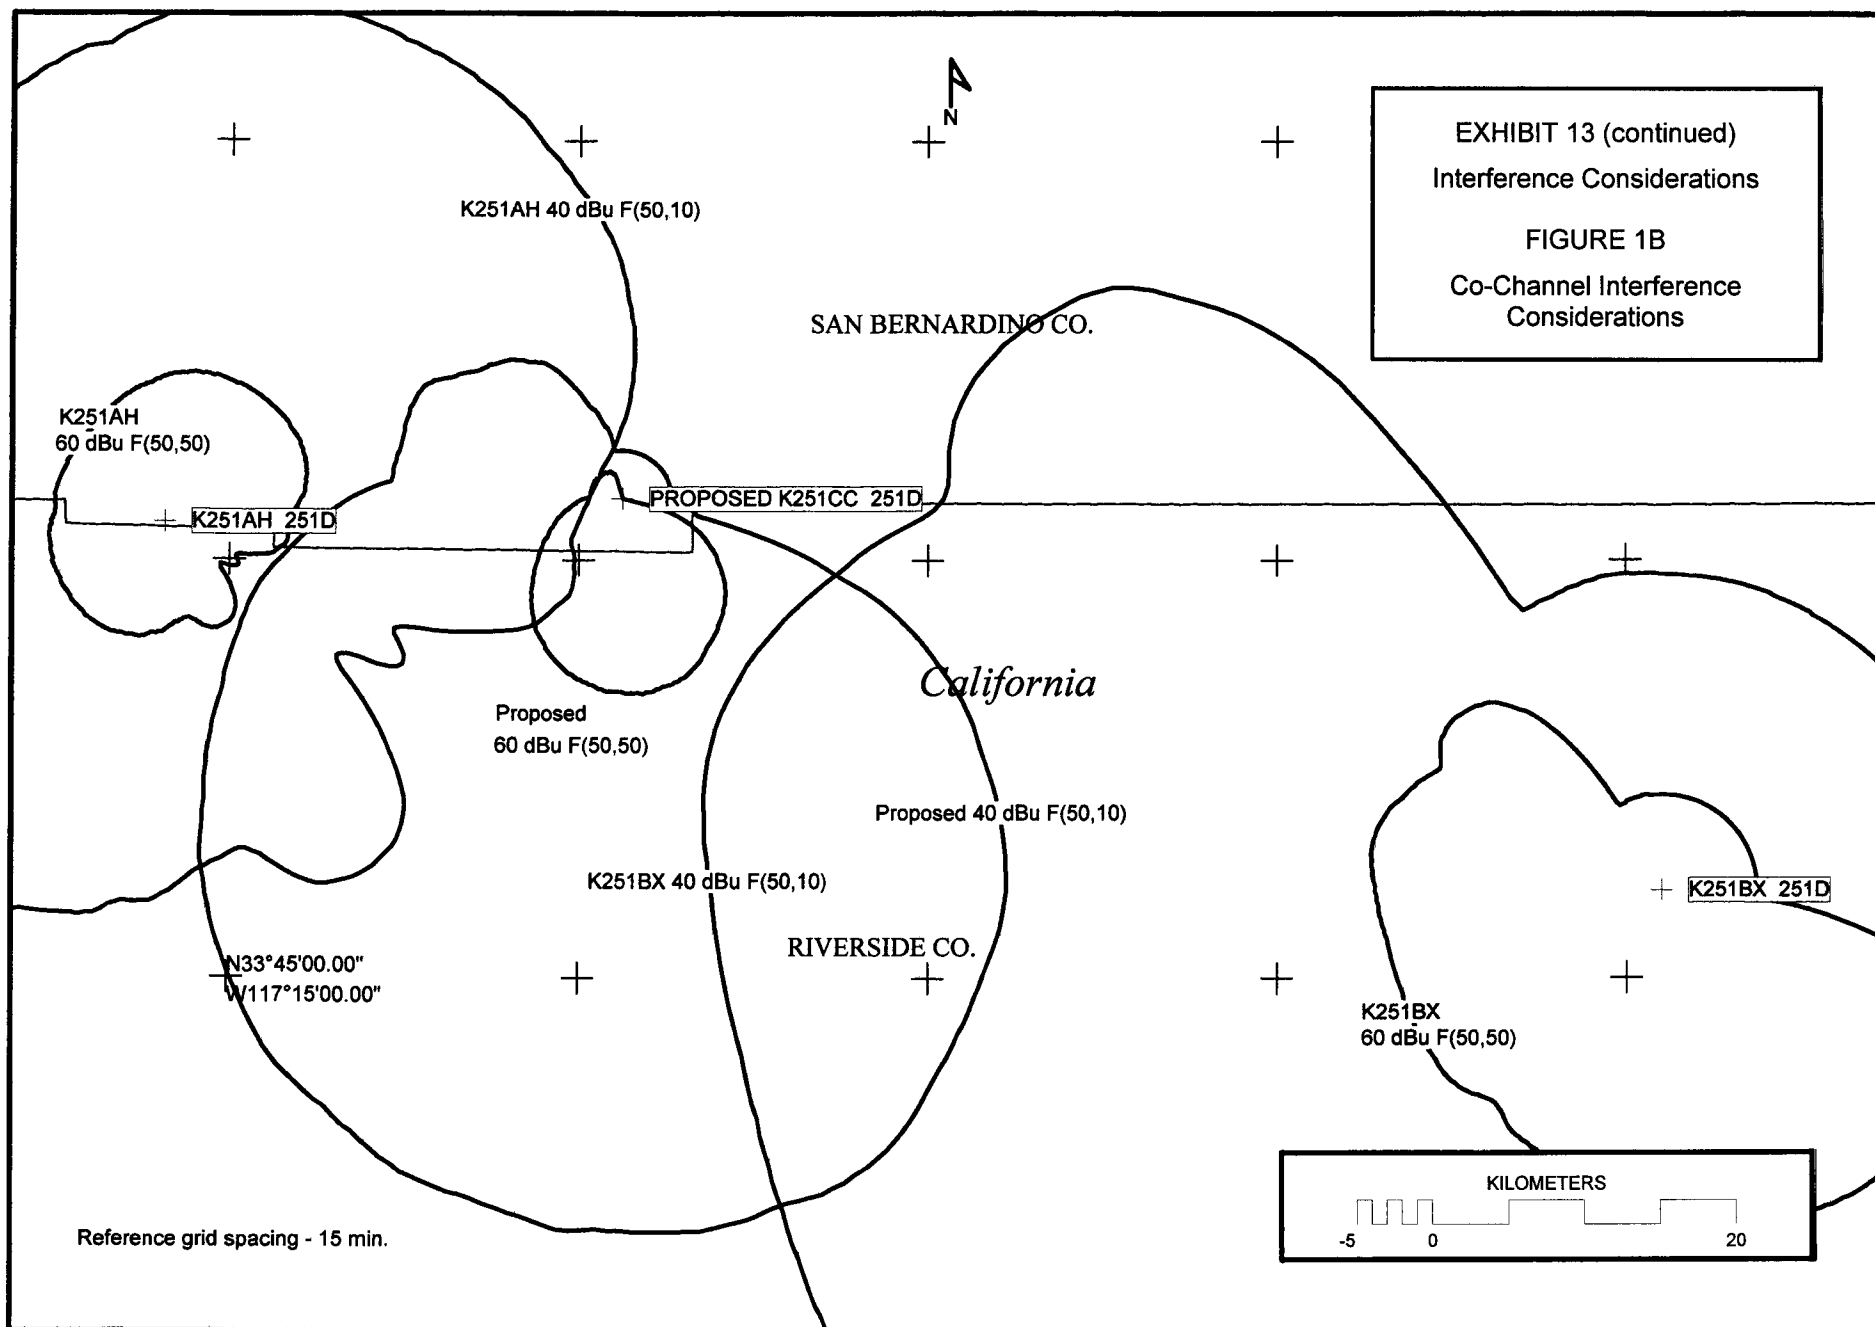 N
EXHIBIT 13 (continued)
Interference Considerations
FIGURE 1B
Co-Channel Interference
Considerations
K251AH 40 dBu F(50,10)
SAN BERNARDINO CO.
K251AH
60 dBu F(50,50)
K251AH 251D
PROPOSED K251CC 251D
California
Proposed
60 dBu F(50,50)
Proposed 40 dBu F(50,10)
K251BX 40 dBu F(50,10)
K251BX 251D
RIVERSIDE CO.
N33°45'00.00"
W117°15'00.00"
K251BX
60 dBu F(50,50)
KILOMETERS
-5 0 20
Reference grid spacing - 15 min.